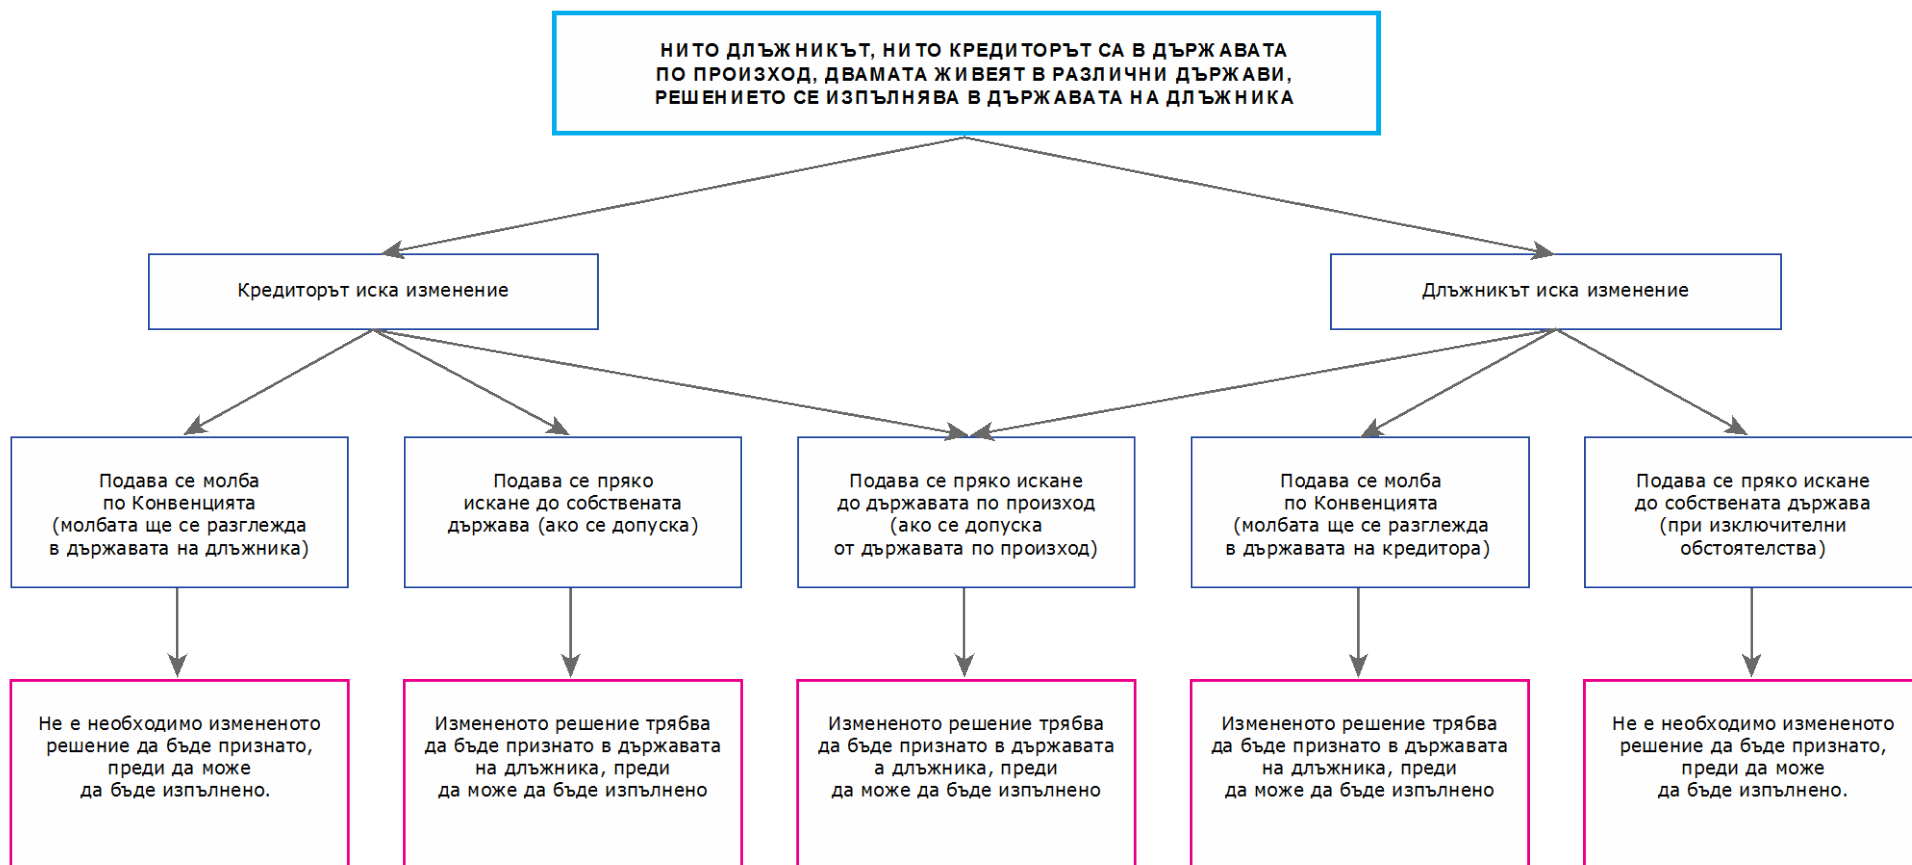 НИТО ДЛЪЖНИКЪТ, НИТО КРЕДИТОРЪТ СА В ДЪРЖАВАТА
ПО ПРОИЗХОД, ДВАМАТА ЖИВЕЯТ В РАЗЛИЧНИ ДЪРЖАВИ,
РЕШЕНИЕТО СЕ ИЗПЪЛНЯВА В ДЪРЖАВАТА НА ДЛЪЖНИКА
Кредиторът иска изменение
Длъжникът иска изменение
Подава се молба
по Конвенцията
(молбата ще се разглежда
в държавата на длъжника)
Подава се пряко
искане до собствената
държава (ако се допуска)
Подава се пряко искане
до държавата по произход
(ако се допуска
от държавата по произход)
Подава се молба
по Конвенцията
(молбата ще се разглежда
в държавата на кредитора)
Подава се пряко искане
до собствената държава
(при изключителни
обстоятелства)
Не е необходимо измененото
решение да бъде признато,
преди да може
да бъде изпълнено.
Измененото решение трябва
да бъде признато в държавата
на длъжника, преди
да може да бъде изпълнено
Измененото решение трябва
да бъде признато в държавата
а длъжника, преди
да може да бъде изпълнено
Измененото решение трябва
да бъде признато в държавата
на длъжника, преди
да може да бъде изпълнено
Не е необходимо измененото
решение да бъде признато,
преди да може
да бъде изпълнено.